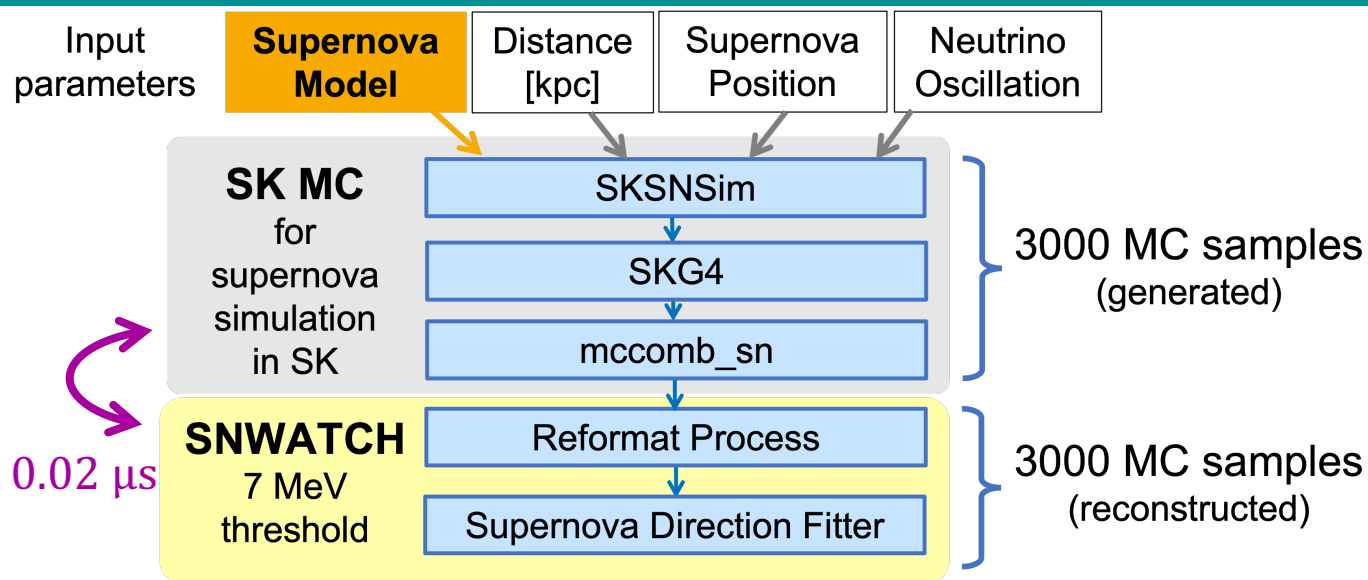 Input
parameters
Supernova
Model
Distance
[kpc]
Supernova
Position
Neutrino
Oscillation
SK MC
for
supernova
simulation
in SK
SKSNSim
SKG4
mccomb_sn
3000 MC samples
(generated)
0.02 μs
SNWATCH
7 MeV
threshold
Reformat Process
Supernova Direction Fitter
3000 MC samples
(reconstructed)